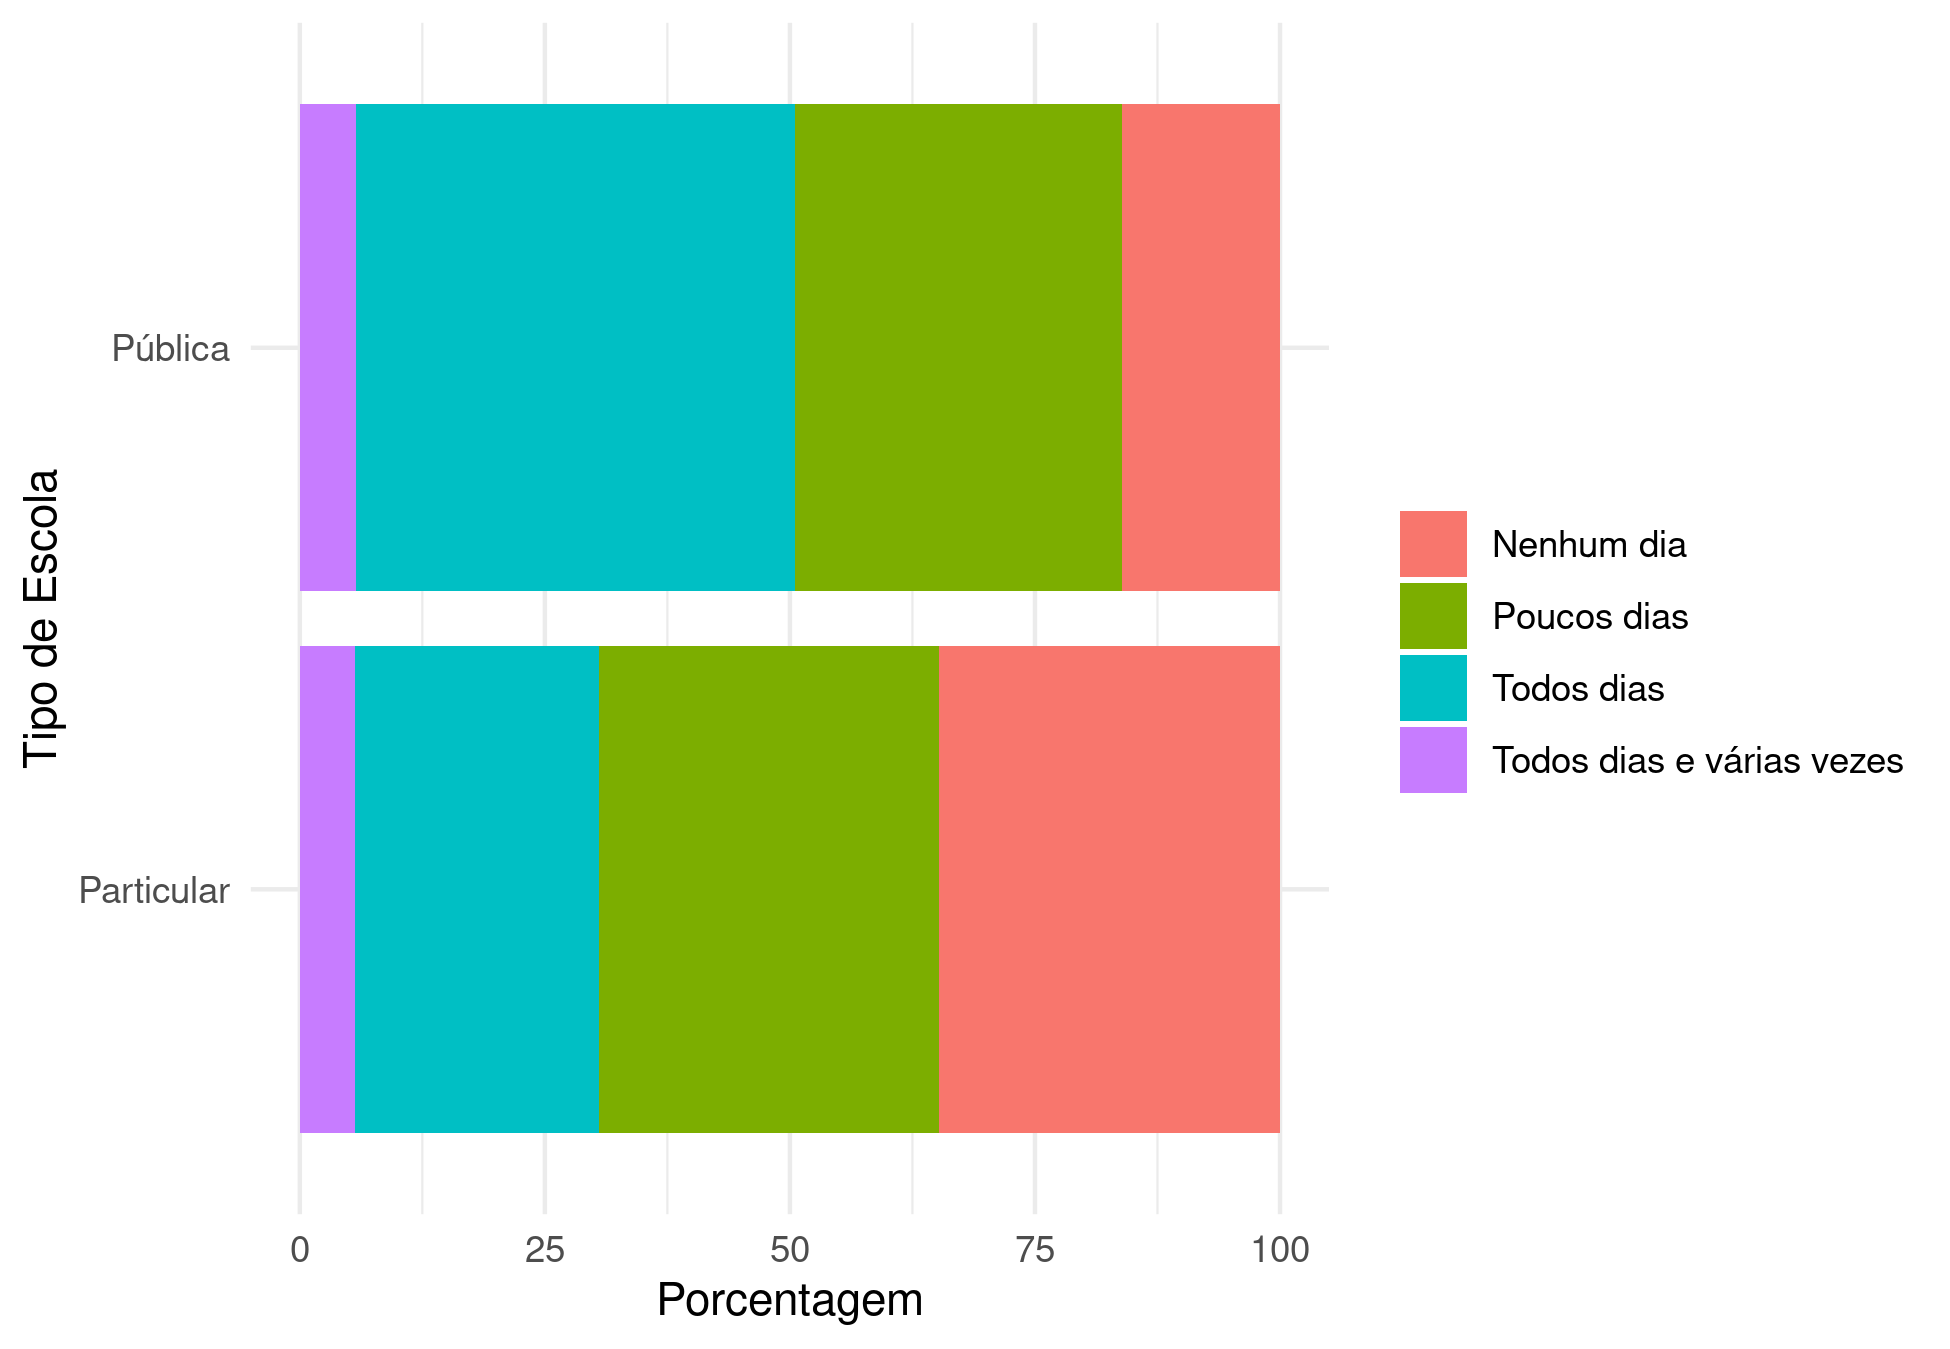 Tipo de Escola
Pública
Particular
0 25 50 75 100
Porcentagem
Nenhum dia
Poucos dias
Todos dias
Todos dias e várias vezes